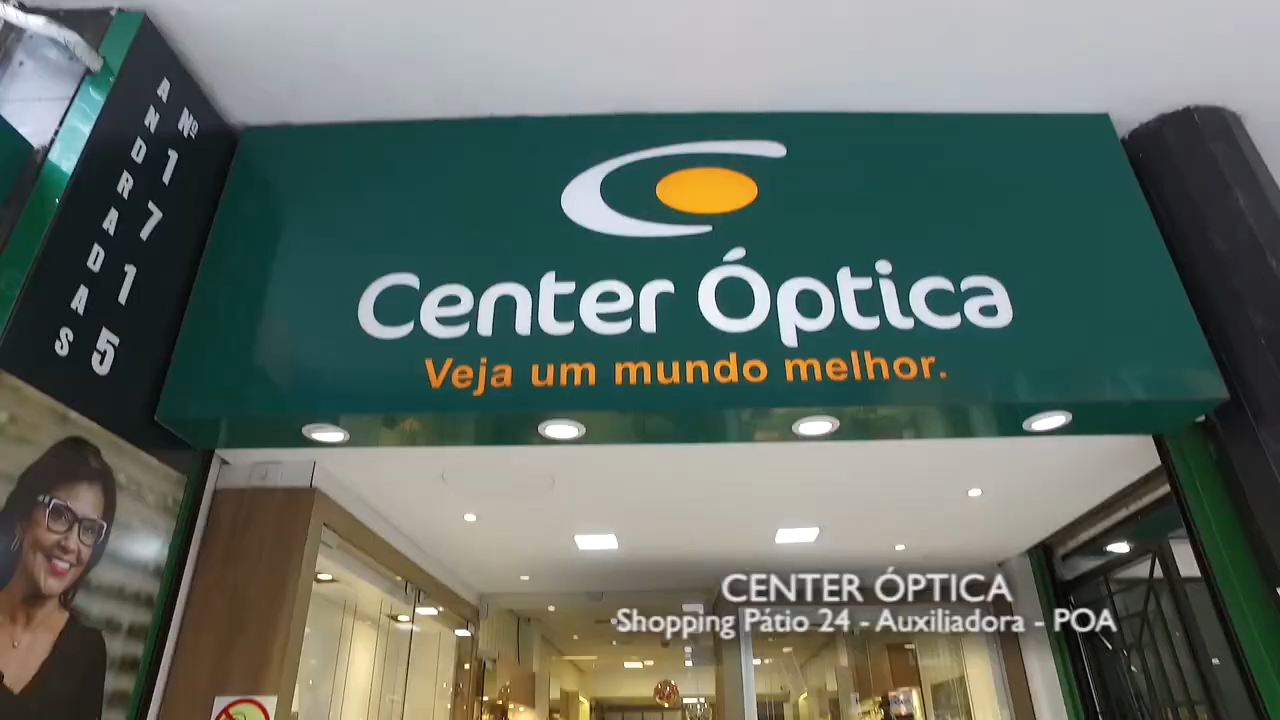 ANDRADAS
Nº 1715
Center Óptica
Veja um mundo melhor.
CENTER ÓPTICA
Shopping Pátio 24 - Auxiliadora - POA